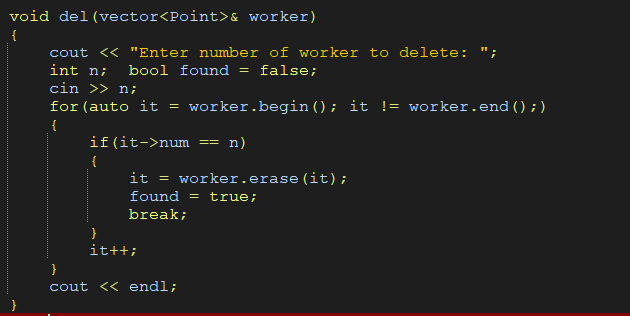 void del(vector<Point>& worker)
{
    cout << "Enter number of worker to delete: ";
    int n;  bool found = false;
    cin >> n;
    for(auto it = worker.begin(); it != worker.end();)
    {
        if(it->num == n)
        {
            it = worker.erase(it);
            found = true;
            break;
        }
        it++;
    }
    cout << endl;
}